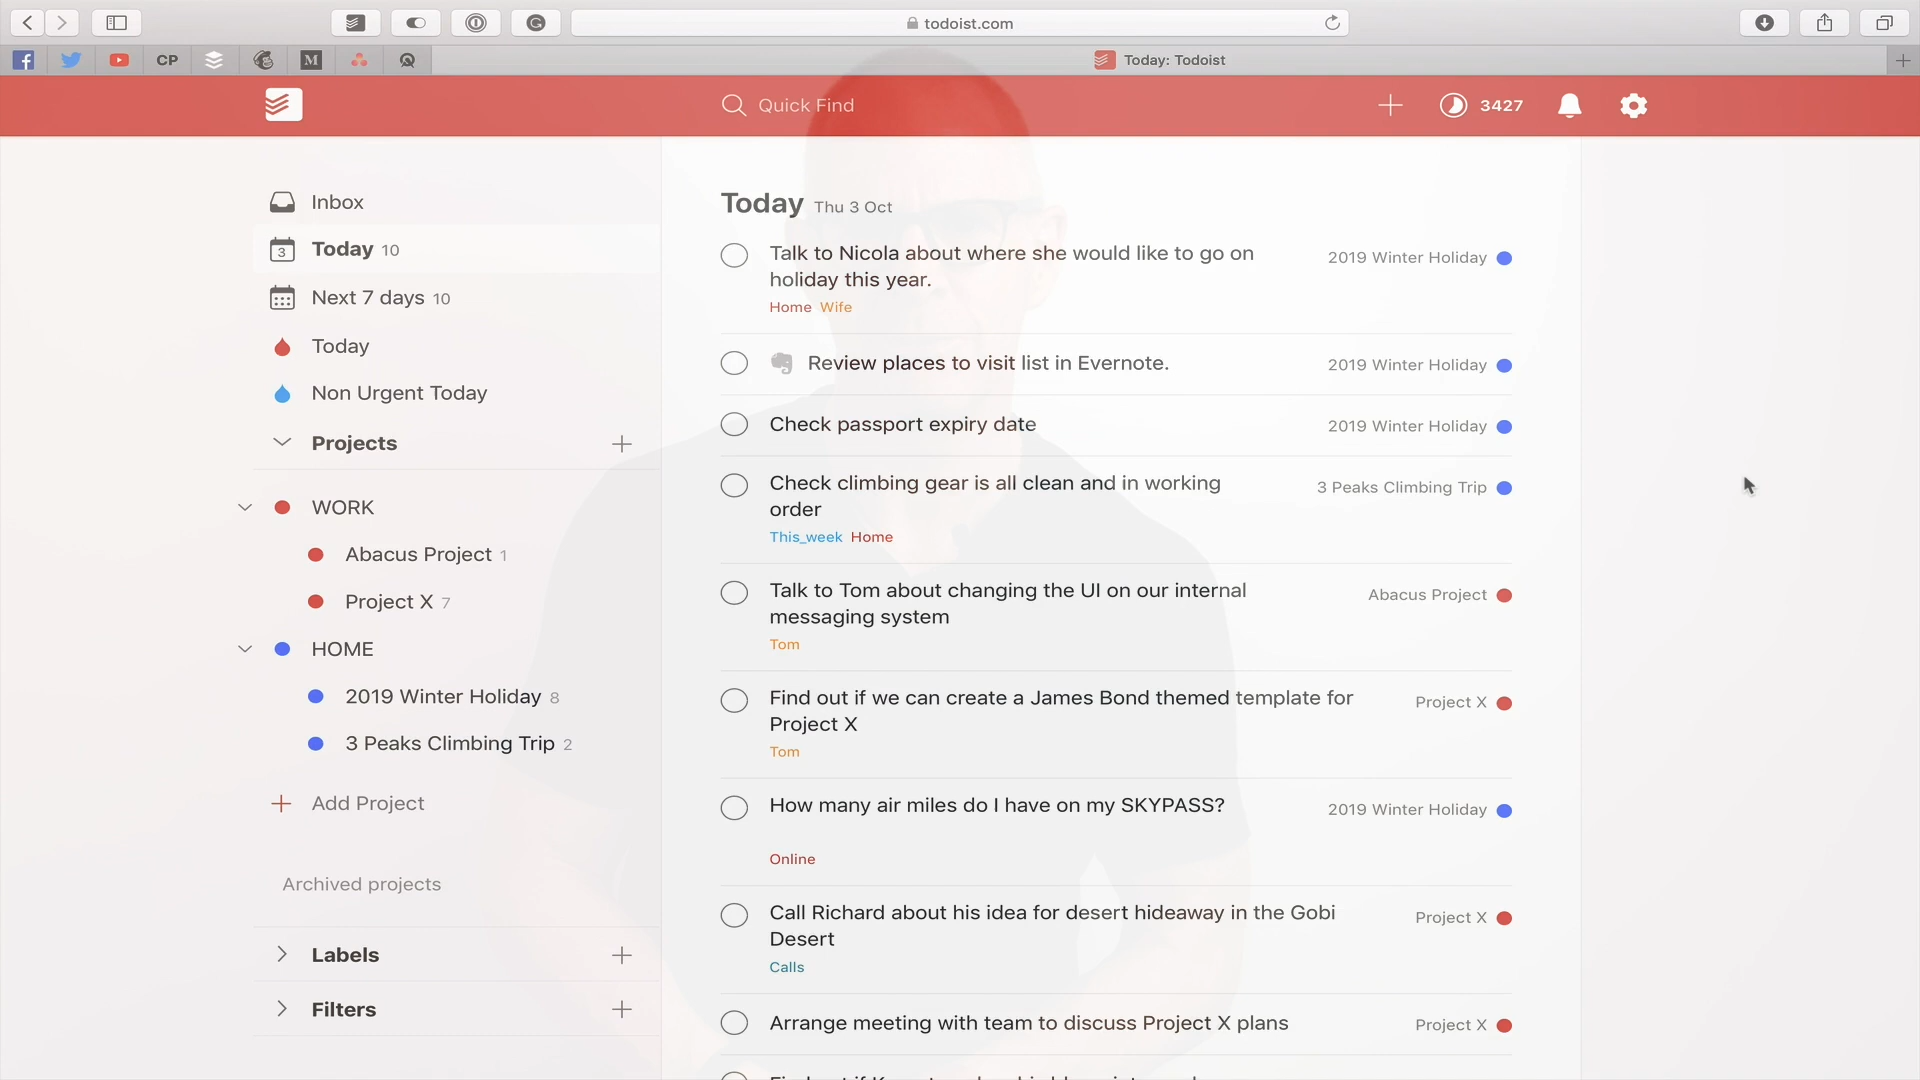 todoist.com
CP
M
Today: Todoist
Quick Find
3427
Inbox
3
Today 10
Next 7 days 10
Today
Non Urgent Today
Projects
WORK
Abacus Project 1
Project X 7
HOME
2019 Winter Holiday 8
3 Peaks Climbing Trip 2
Add Project
Archived projects
Labels
Filters
Today Thu 3 Oct
Talk to Nicola about where she would like to go on
holiday this year.
2019 Winter Holiday
Home Wife
Review places to visit list in Evernote.
2019 Winter Holiday
Check passport expiry date
2019 Winter Holiday
Check climbing gear is all clean and in working
order
3 Peaks Climbing Trip
This_week Home
Talk to Tom about changing the UI on our internal
messaging system
Abacus Project
Tom
Find out if we can create a James Bond themed template for
Project X
Project X
Tom
How many air miles do I have on my SKYPASS?
2019 Winter Holiday
Online
Call Richard about his idea for desert hideaway in the Gobi
Desert
Project X
Calls
Arrange meeting with team to discuss Project X plans
Project X